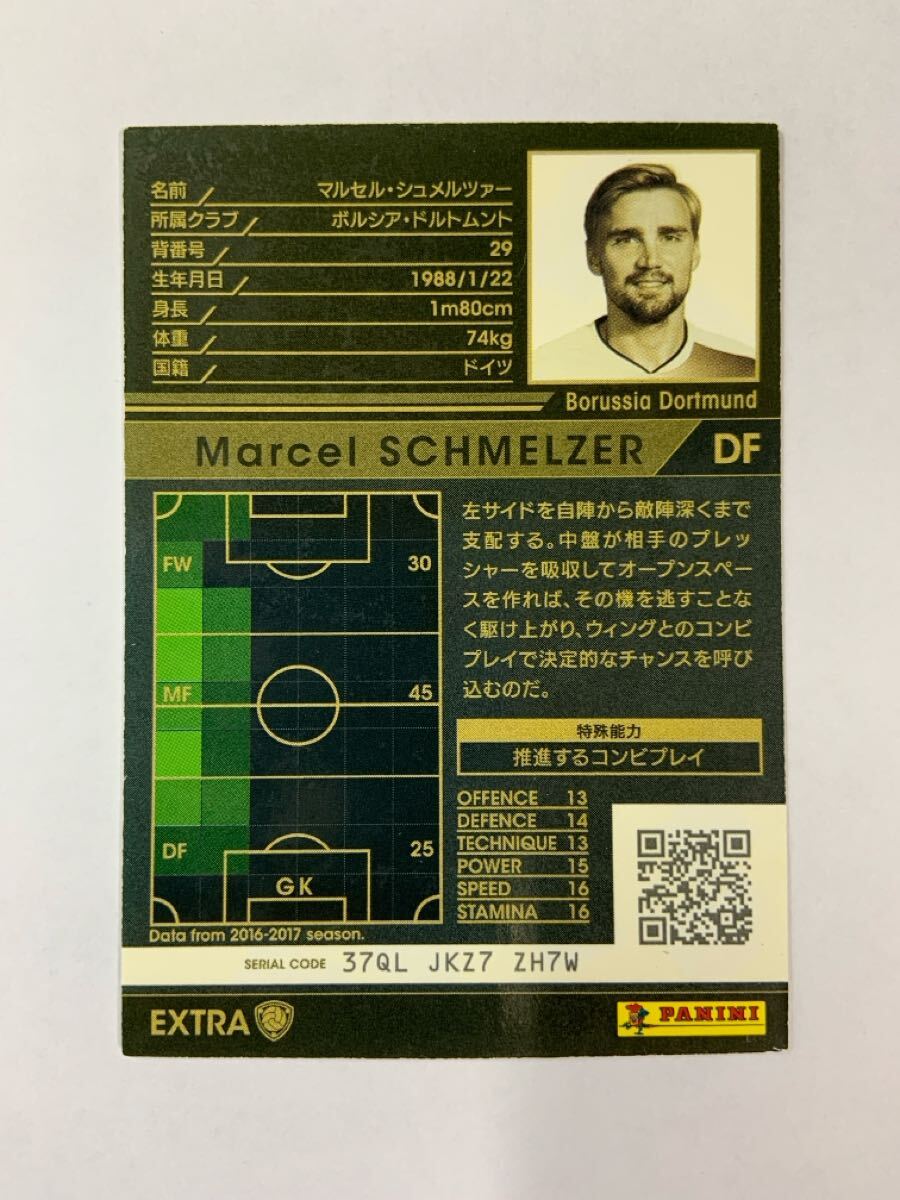 名前 マルセル・シュメルツァー
所属クラブ ボルシア・ドルトムント
背番号 29
生年月日 1988/1/22
身長 1m80cm
体重 74kg
国籍 ドイツ
Borussia Dortmund
Marcel SCHMELZER DF
FW 30
MF 45
DF 25
GK
Data from 2016-2017 season.
左サイドを自陣から敵陣深くまで
支配する。中盤が相手のプレッ
シャーを吸収してオープンスペー
スを作れば、その機を逃すことな
く駆け上がり、ウィングとのコンビ
プレイで決定的なチャンスを呼び
込むのだ。
特殊能力
推進するコンビプレイ
OFFENCE 13
DEFENCE 14
TECHNIQUE 13
POWER 15
SPEED 16
STAMINA 16
SERIAL CODE 37QL JKZ7 ZH7W
EXTRA
PANINI